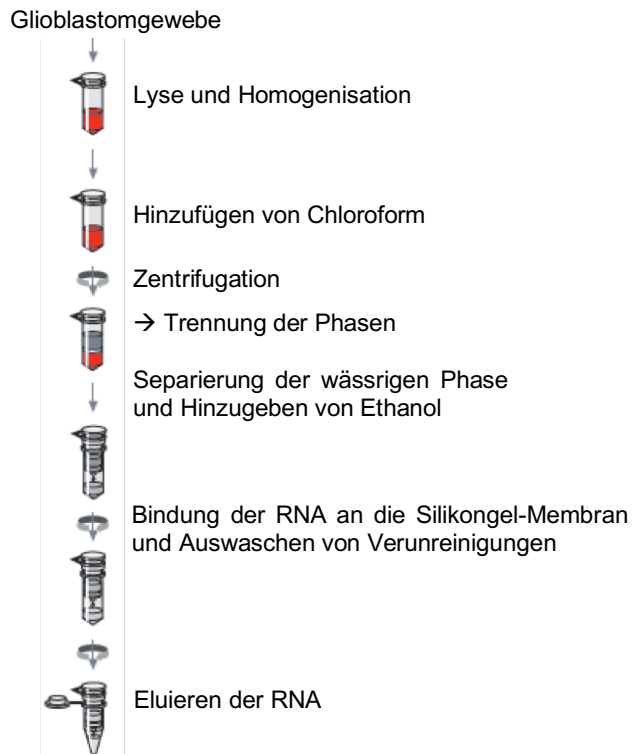 Glioblastomgewebe
Lyse und Homogenisation
Hinzufügen von Chloroform
Zentrifugation
→ Trennung der Phasen
Separierung der wässrigen Phase
und Hinzugeben von Ethanol
Bindung der RNA an die Silikongel-Membran
und Auswaschen von Verunreinigungen
Eluieren der RNA